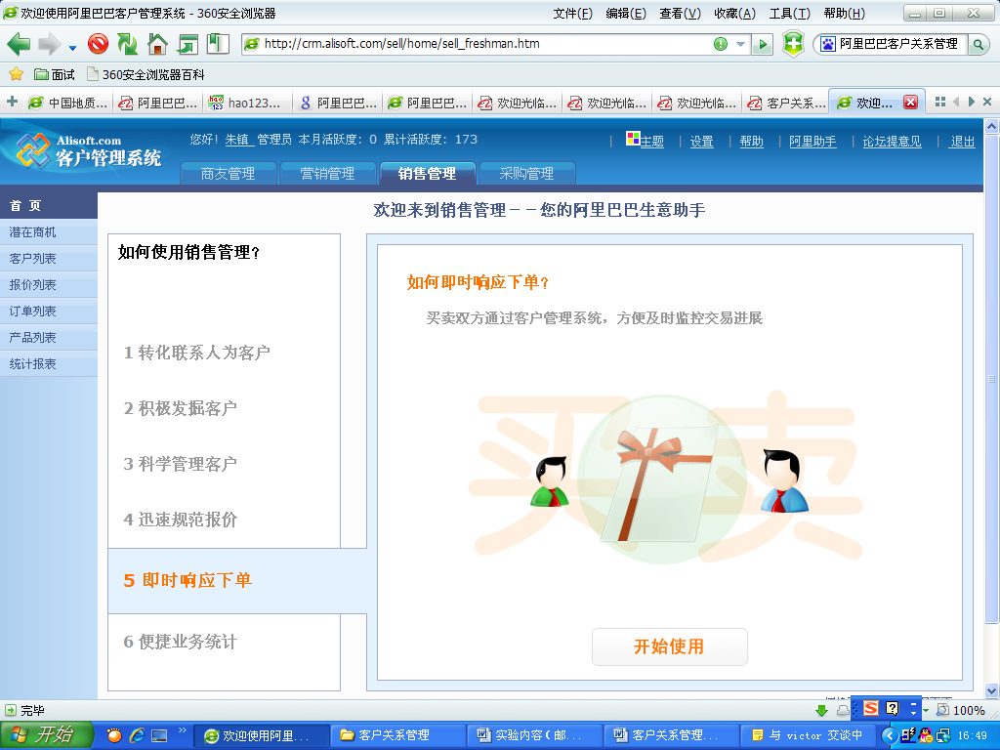 欢迎使用阿里巴巴客户管理系统 - 360安全浏览器
文件(F) 编辑(E) 查看(V) 收藏(A) 工具(T) 帮助(H)
http://crm.alisoft.com/sell/home/sell_freshman.htm
阿里巴巴客户关系管理
面试 360安全浏览器百科
中国地质... 阿里巴巴... hao123... 阿里巴巴... 阿里巴巴... 欢迎光临... 欢迎光临... 欢迎光临... 客户关系... 欢迎...
Alisoft.com
客户管理系统
您好! 朱镇 管理员 本月活跃度: 0 累计活跃度: 173
| 主题 | 设置 | 帮助 | 阿里助手 | 论坛提意见 | 退出
商友管理 营销管理 销售管理 采购管理
首 页
潜在商机
客户列表
报价列表
订单列表
产品列表
统计报表
欢迎来到销售管理－－您的阿里巴巴生意助手
如何使用销售管理?
1 转化联系人为客户
2 积极发掘客户
3 科学管理客户
4 迅速规范报价
5 即时响应下单
6 便捷业务统计
如何即时响应下单?
买卖双方通过客户管理系统，方便及时监控交易进展
买卖
开始使用
完毕
100%
开始
欢迎使用阿里...
客户关系管理
实验内容（邮...
客户关系管理...
与 victor 交谈中
16:49